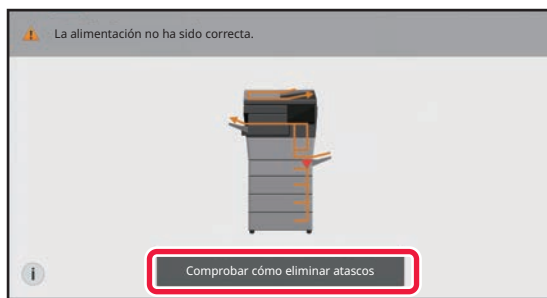 La alimentación no ha sido correcta.
i
Comprobar cómo eliminar atascos